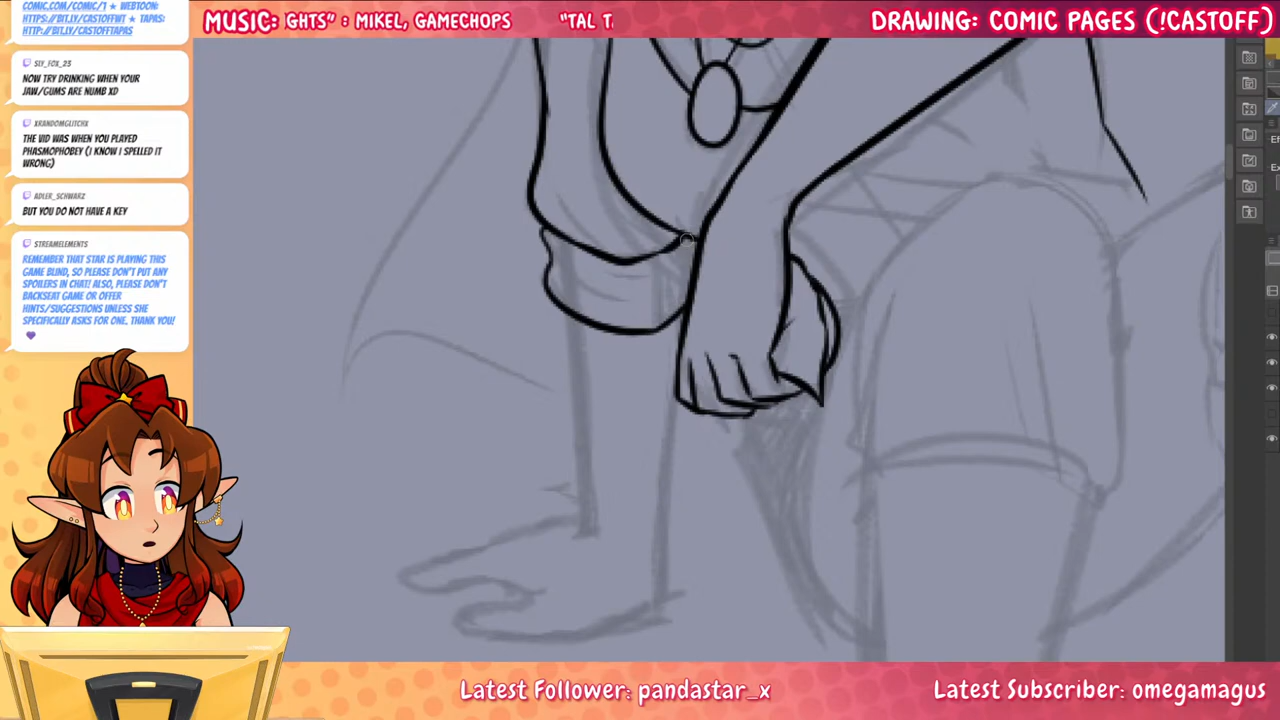 MUSIC: GHTS" : MIKEL, GAMECHOPS "TAL T
DRAWING: COMIC PAGES (!CASTOFF)
COMIC.COM/COMIC/1 ★ WEBTOON:
HTTPS://BIT.LY/CASTOFFWT ★ TAPAS:
HTTP://BIT.LY/CASTOFFTAPAS
SLY_FOX_23
NOW TRY DRINKING WHEN YOUR
JAW/GUMS ARE NUMB XD
XRANDOMGLITCHX
THE VID WAS WHEN YOU PLAYED
PHASMOPHOBEY (I KNOW I SPELLED IT
WRONG)
ADLER_SCHWARZ
BUT YOU DO NOT HAVE A KEY
STREAMELEMENTS
REMEMBER THAT STAR IS PLAYING THIS
GAME BLIND, SO PLEASE DON'T PUT ANY
SPOILERS IN CHAT! ALSO, PLEASE DON'T
BACKSEAT GAME OR OFFER
HINTS/SUGGESTIONS UNLESS SHE
SPECIFICALLY ASKS FOR ONE. THANK YOU!
Latest Follower: pandastar_x
Latest Subscriber: omegamagus